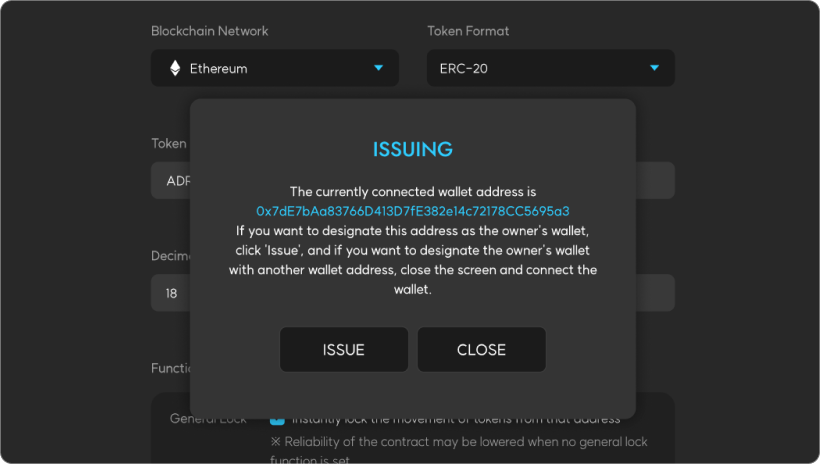 Blockchain Network
Token Format
Ethereum
ERC-20
ISSUING
Token
The currently connected wallet address is
0x7dE7bAa83766D413D7fE382e14c72178CC5695a3
If you want to designate this address as the owner's wallet,
click 'Issue', and if you want to designate the owner's wallet
with another wallet address, close the screen and connect the
wallet.
18
ISSUE
CLOSE
General Lock
Instantly lock the movement of tokens from that address
※ Reliability of the contract may be lowered when no general lock
function is set